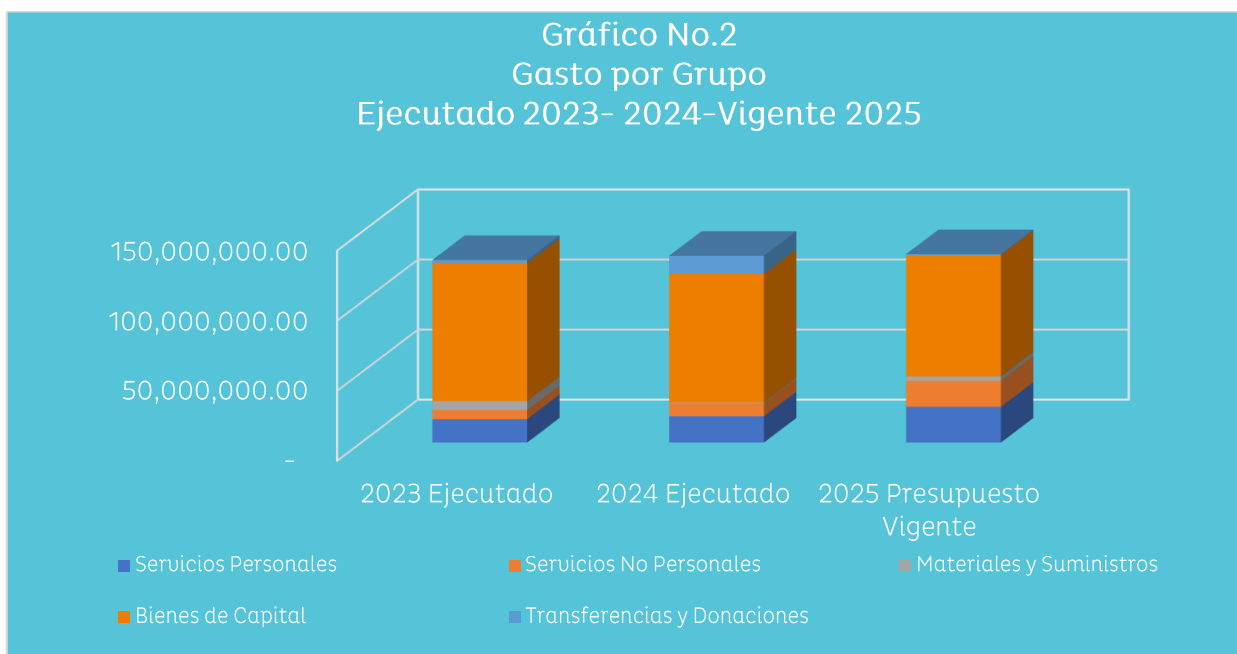 Gráfico No.2
Gasto por Grupo
Ejecutado 2023- 2024-Vigente 2025
150,000,000.00
100,000,000.00
50,000,000.00
-
2023 Ejecutado
2024 Ejecutado
2025 Presupuesto
Vigente
Servicios Personales
Servicios No Personales
Materiales y Suministros
Bienes de Capital
Transferencias y Donaciones